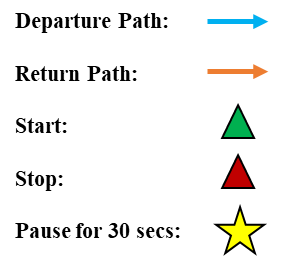 Departure Path:
Return Path:
Start:
Stop:
Pause for 30 secs: